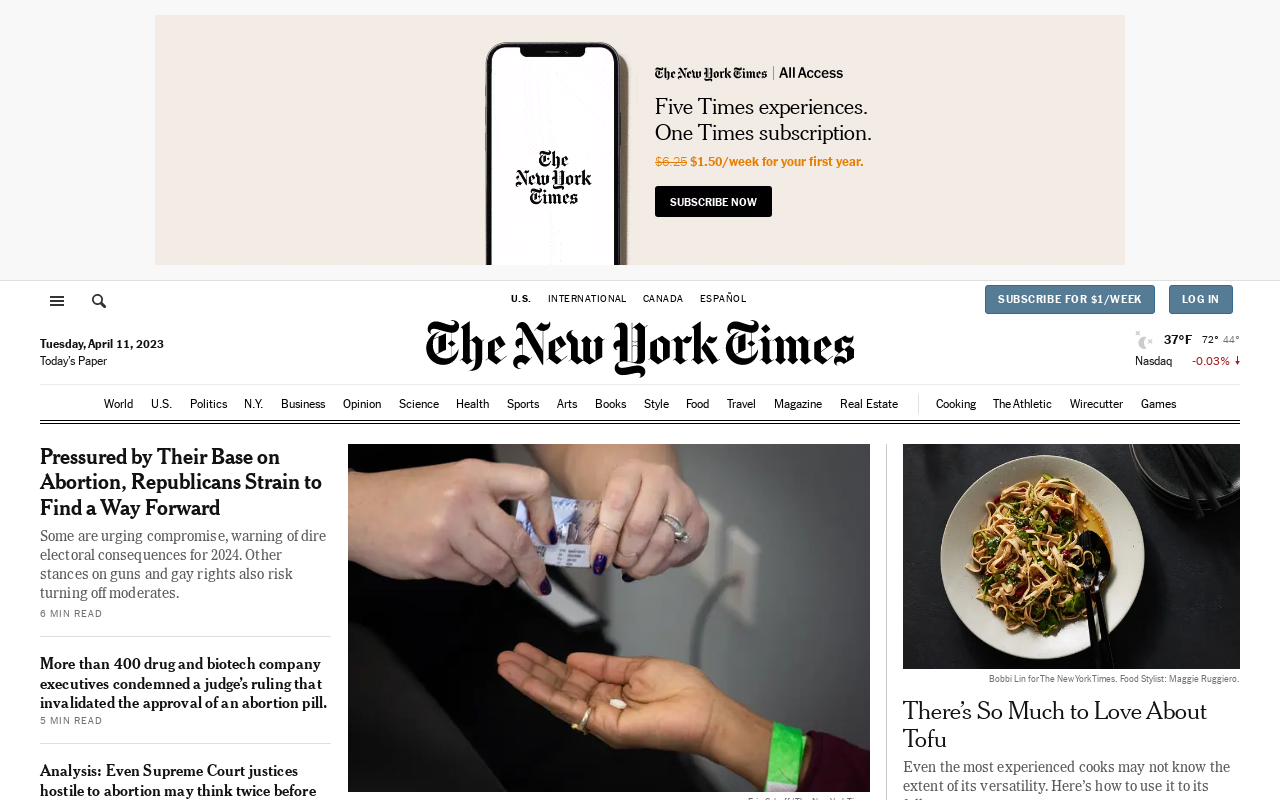 The New York Times
The New York Times | All Access
Five Times experiences.
One Times subscription.
$6.25 $1.50/week for your first year.
SUBSCRIBE NOW
U.S. INTERNATIONAL CANADA ESPAÑOL
SUBSCRIBE FOR $1/WEEK LOG IN
The New York Times
Tuesday, April 11, 2023
Today's Paper
37°F 72° 44°
Nasdaq -0.03%
World U.S. Politics N.Y. Business Opinion Science Health Sports Arts Books Style Food Travel Magazine Real Estate Cooking The Athletic Wirecutter Games
Pressured by Their Base on
Abortion, Republicans Strain to
Find a Way Forward
Some are urging compromise, warning of dire
electoral consequences for 2024. Other
stances on guns and gay rights also risk
turning off moderates.
6 MIN READ
More than 400 drug and biotech company
executives condemned a judge's ruling that
invalidated the approval of an abortion pill.
5 MIN READ
Analysis: Even Supreme Court justices
hostile to abortion may think twice before
Bobbi Lin for The New York Times. Food Stylist: Maggie Ruggiero.
There's So Much to Love About
Tofu
Even the most experienced cooks may not know the
extent of its versatility. Here's how to use it to its